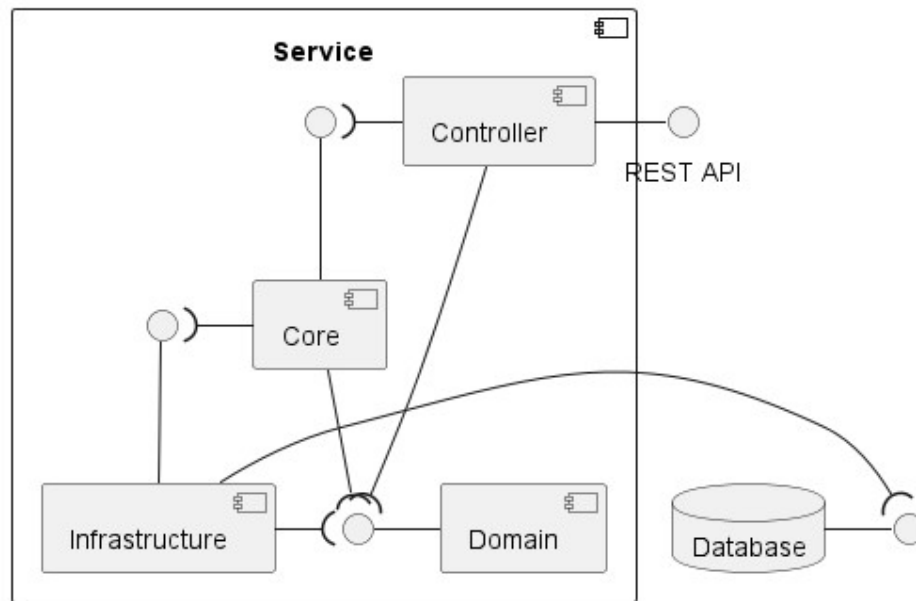 Service
Controller
REST API
Core
Infrastructure
Domain
Database